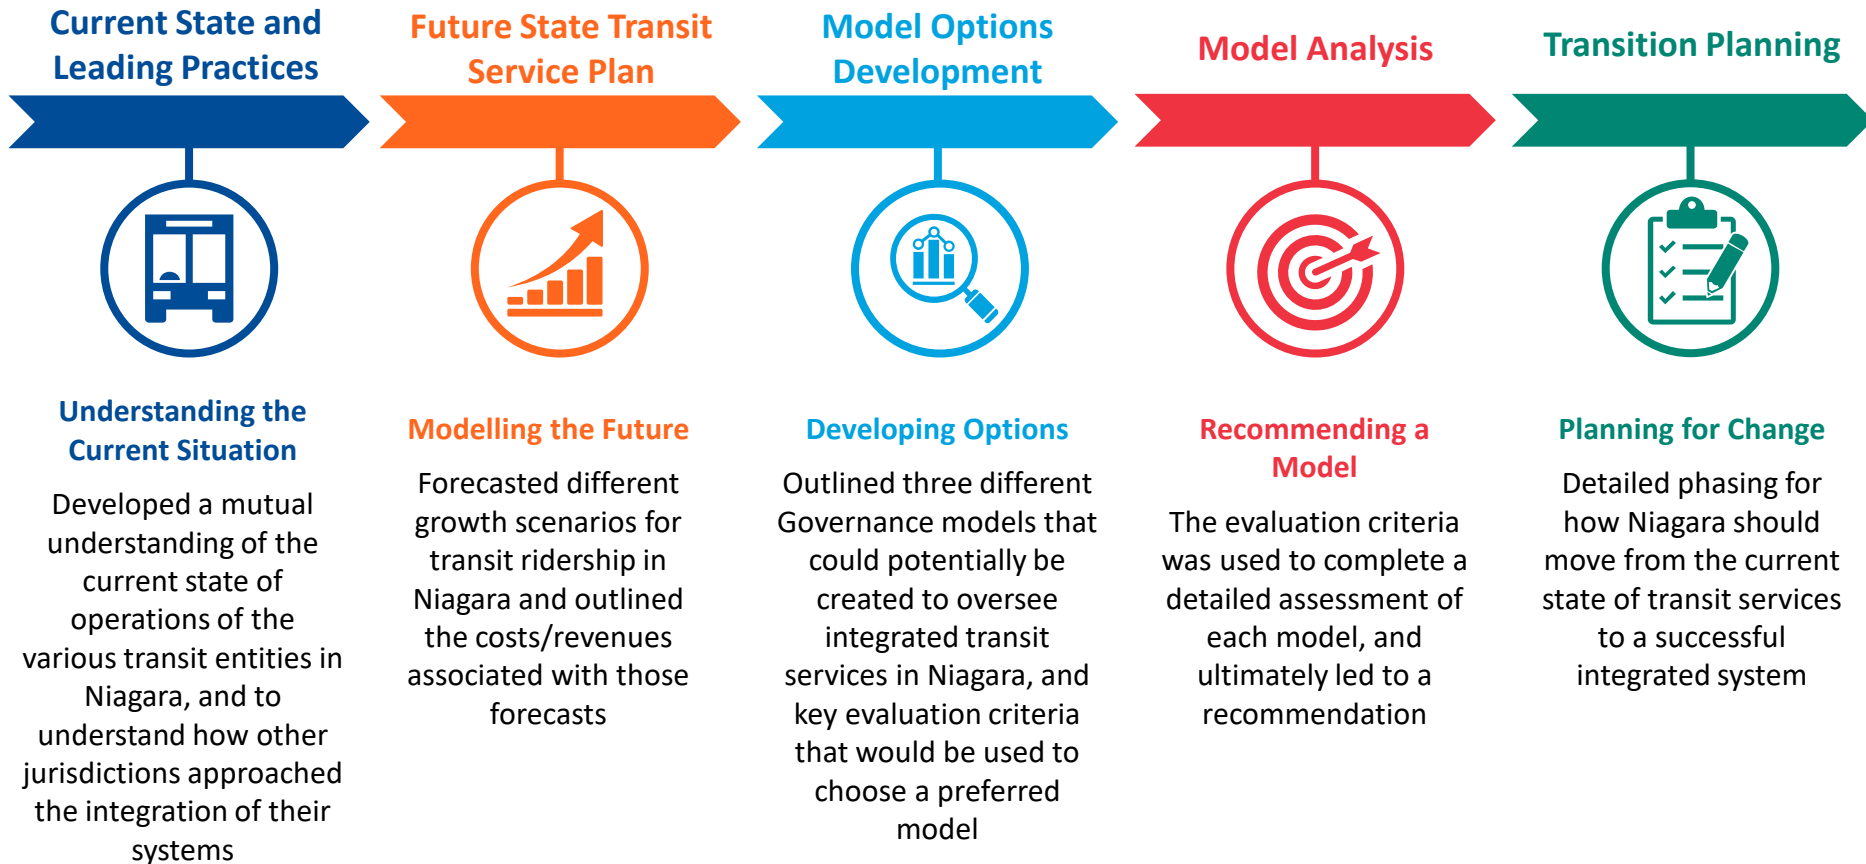 Current State and
Leading Practices
Future State Transit
Service Plan
Model Options
Development
Model Analysis
Transition Planning
Understanding the
Current Situation
Developed a mutual
understanding of the
current state of
operations of the
various transit entities in
Niagara, and to
understand how other
jurisdictions approached
the integration of their
systems
Modelling the Future
Forecasted different
growth scenarios for
transit ridership in
Niagara and outlined
the costs/revenues
associated with those
forecasts
Developing Options
Outlined three different
Governance models that
could potentially be
created to oversee
integrated transit
services in Niagara, and
key evaluation criteria
that would be used to
choose a preferred
model
Recommending a
Model
The evaluation criteria
was used to complete a
detailed assessment of
each model, and
ultimately led to a
recommendation
Planning for Change
Detailed phasing for
how Niagara should
move from the current
state of transit services
to a successful
integrated system